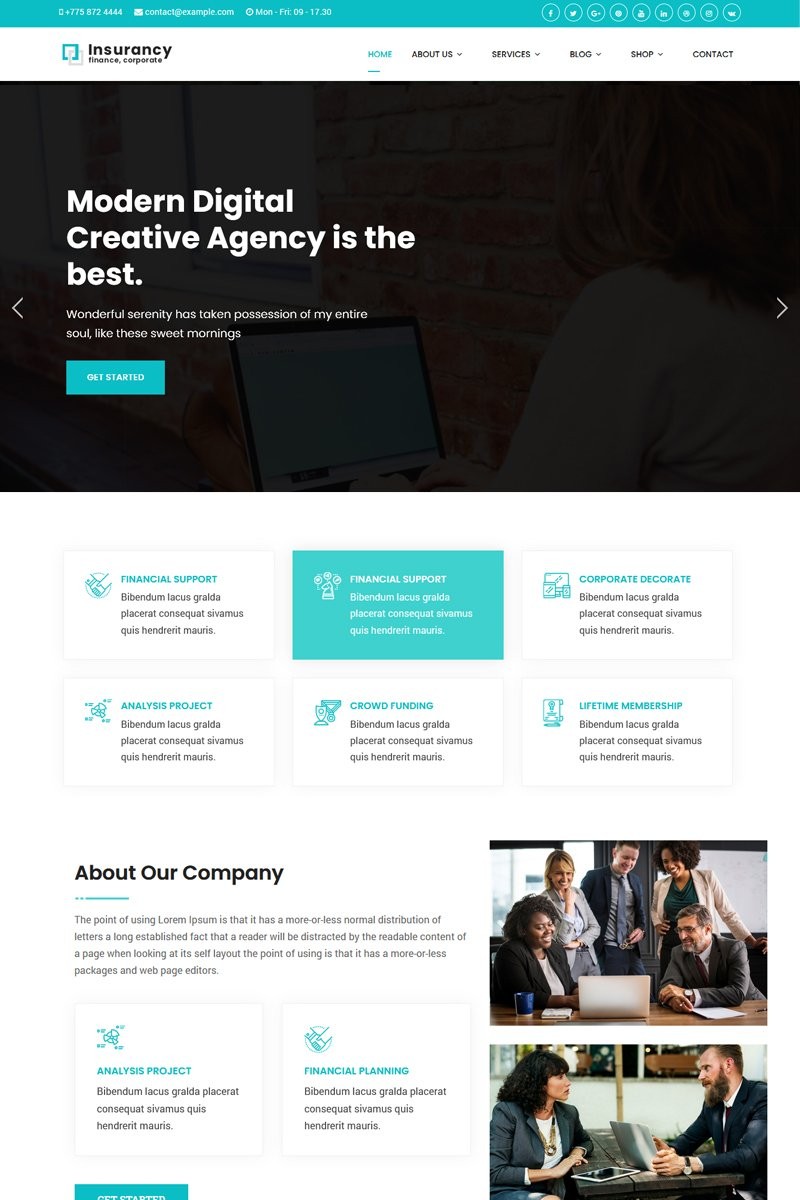 +775 872 4444 contact@example.com Mon - Fri: 09 - 17.30
Insurancy
finance, corporate
HOME ABOUT US SERVICES BLOG SHOP CONTACT
Modern Digital
Creative Agency is the
best.
Wonderful serenity has taken possession of my entire
soul, like these sweet mornings
GET STARTED
FINANCIAL SUPPORT
Bibendum lacus gralda
placerat consequat sivamus
quis hendrerit mauris.
FINANCIAL SUPPORT
Bibendum lacus gralda
placerat consequat sivamus
quis hendrerit mauris.
CORPORATE DECORATE
Bibendum lacus gralda
placerat consequat sivamus
quis hendrerit mauris.
ANALYSIS PROJECT
Bibendum lacus gralda
placerat consequat sivamus
quis hendrerit mauris.
CROWD FUNDING
Bibendum lacus gralda
placerat consequat sivamus
quis hendrerit mauris.
LIFETIME MEMBERSHIP
Bibendum lacus gralda
placerat consequat sivamus
quis hendrerit mauris.
About Our Company
The point of using Lorem Ipsum is that it has a more-or-less normal distribution of
letters a long established fact that a reader will be distracted by the readable content of
a page when looking at its self layout the point of using is that it has a more-or-less
packages and web page editors.
ANALYSIS PROJECT
Bibendum lacus gralda placerat
consequat sivamus quis
hendrerit mauris.
FINANCIAL PLANNING
Bibendum lacus gralda placerat
consequat sivamus quis
hendrerit mauris.
GET STARTED